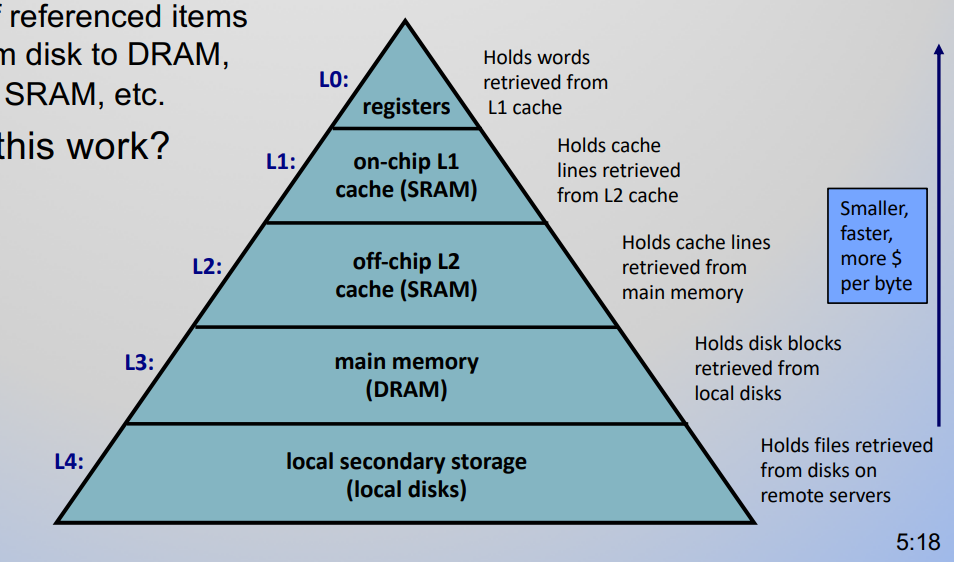 referenced items
m disk to DRAM,
SRAM, etc.
this work?
L0:
registers
Holds words
retrieved from
L1 cache
L1:
on-chip L1
cache (SRAM)
Holds cache
lines retrieved
from L2 cache
L2:
off-chip L2
cache (SRAM)
Holds cache lines
retrieved from
main memory
Smaller,
faster,
more $
per byte
L3:
main memory
(DRAM)
Holds disk blocks
retrieved from
local disks
L4:
local secondary storage
(local disks)
Holds files retrieved
from disks on
remote servers
5:18